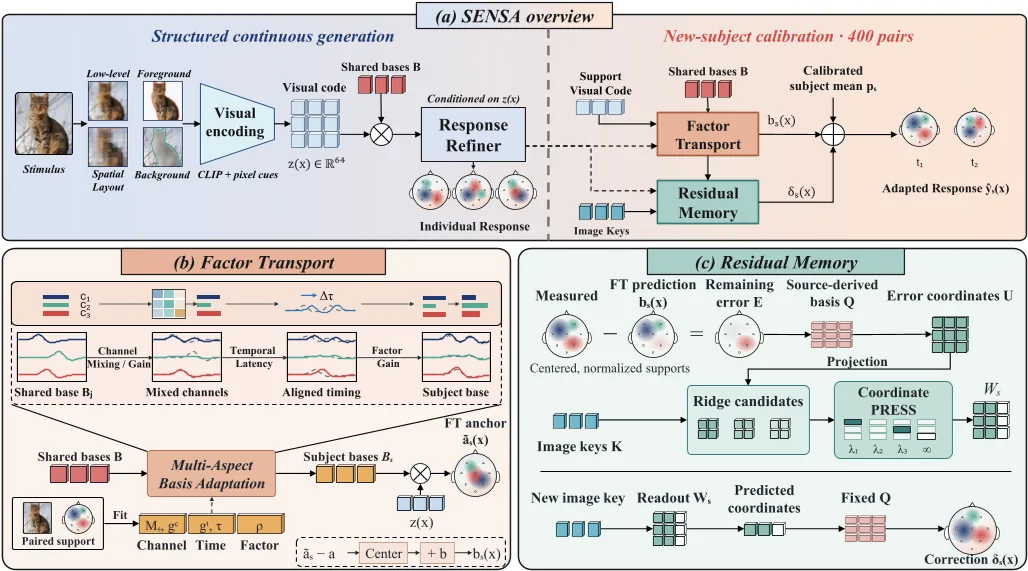 (a) SENSA overview
Structured continuous generation
New-subject calibration · 400 pairs
Low-level
Foreground
Stimulus
Spatial
Layout
Background
Visual
encoding
CLIP + pixel cues
Visual code
z(x) ∈ ℝ⁶⁴
Shared bases B
Conditioned on z(x)
Response
Refiner
Individual Response
Support
Visual Code
Shared bases B
Calibrated
subject mean pₛ
Factor
Transport
bₛ(x)
Residual
Memory
δₛ(x)
Image Keys
t₁
t₂
Adapted Response ŷₛ(x)
(b) Factor Transport
C₁
C₂
C₃
Δτ
Channel
Mixing / Gain
Temporal
Latency
Factor
Gain
Shared base Bⱼ
Mixed channels
Aligned timing
Subject base
FT anchor
ãₛ(x)
Shared bases B
Multi-Aspect
Basis Adaptation
Subject bases Bₛ
z(x)
Paired support
Fit
Mₛ, gᶜ
gᵗ, τ
ρ
Channel
Time
Factor
ãₛ − a
Center
+ b
bₛ(x)
(c) Residual Memory
Measured
FT prediction
bₛ(x)
Remaining
error E
Source-derived
basis Q
Error coordinates U
Centered, normalized supports
Projection
Ridge candidates
Coordinate
PRESS
λ₁
λ₂
λ₃
∞
Wₛ
Image keys K
New image key
Readout Wₛ
Predicted
coordinates
Fixed Q
Correction δₛ(x)